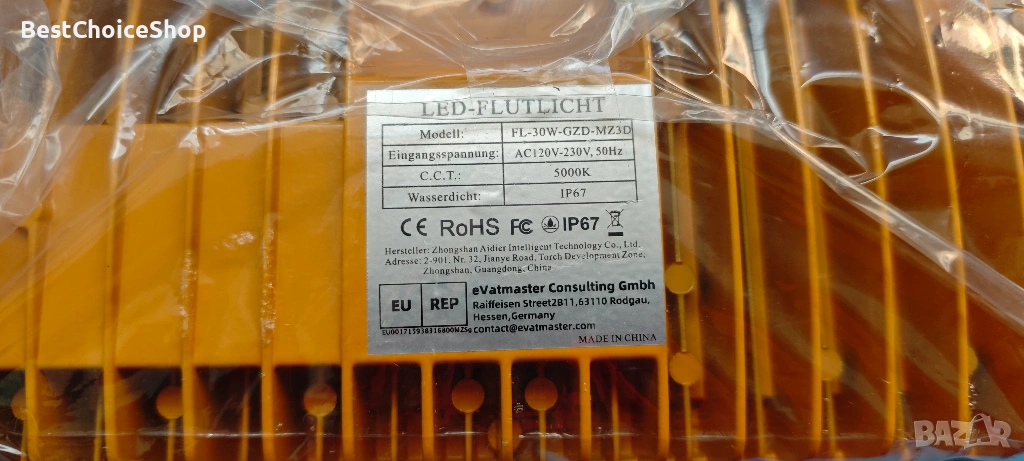 BestChoiceShop
LED-FLUTLICHT
Modell: FL-30W-GZD-MZ3D
Eingangsspannung: AC120V-230V, 50Hz
C.C.T.: 5000K
Wasserdicht: IP67
CE RoHS FC IP67
Hersteller: Zhongshan Aidier Intelligent Technology Co., Ltd.
Adresse: 2-901, Nr. 32, Jianye Road, Torch Development Zone,
Zhongshan, Guangdong, China
EU REP
eVatmaster Consulting Gmbh
Raiffeisen Street2B11,63110 Rodgau,
Hessen,Germany
contact@evatmaster.com
MADE IN CHINA
BAZAR